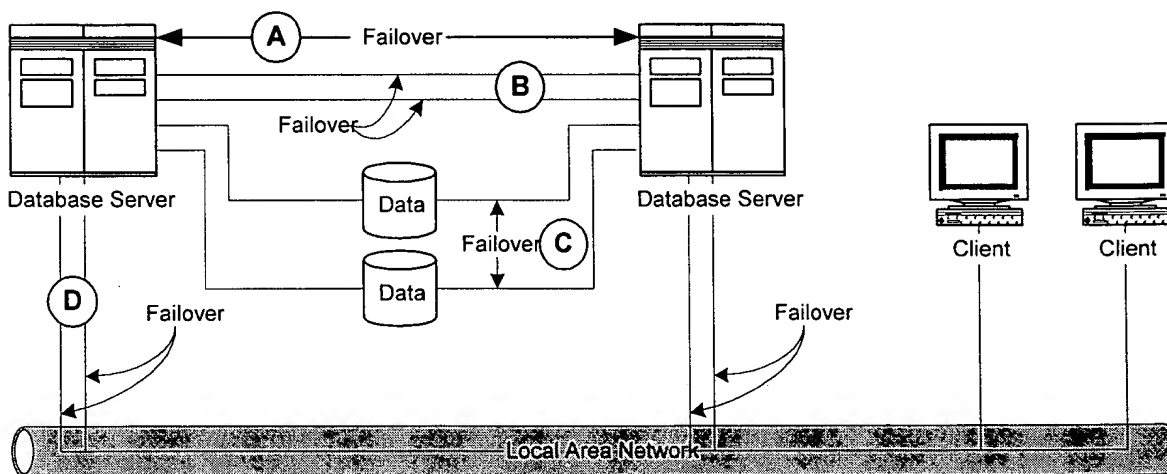 A
Failover
B
Failover
Database Server
Data
Database Server
Failover
C
Client
Client
Data
D
Failover
Failover
Local Area Network